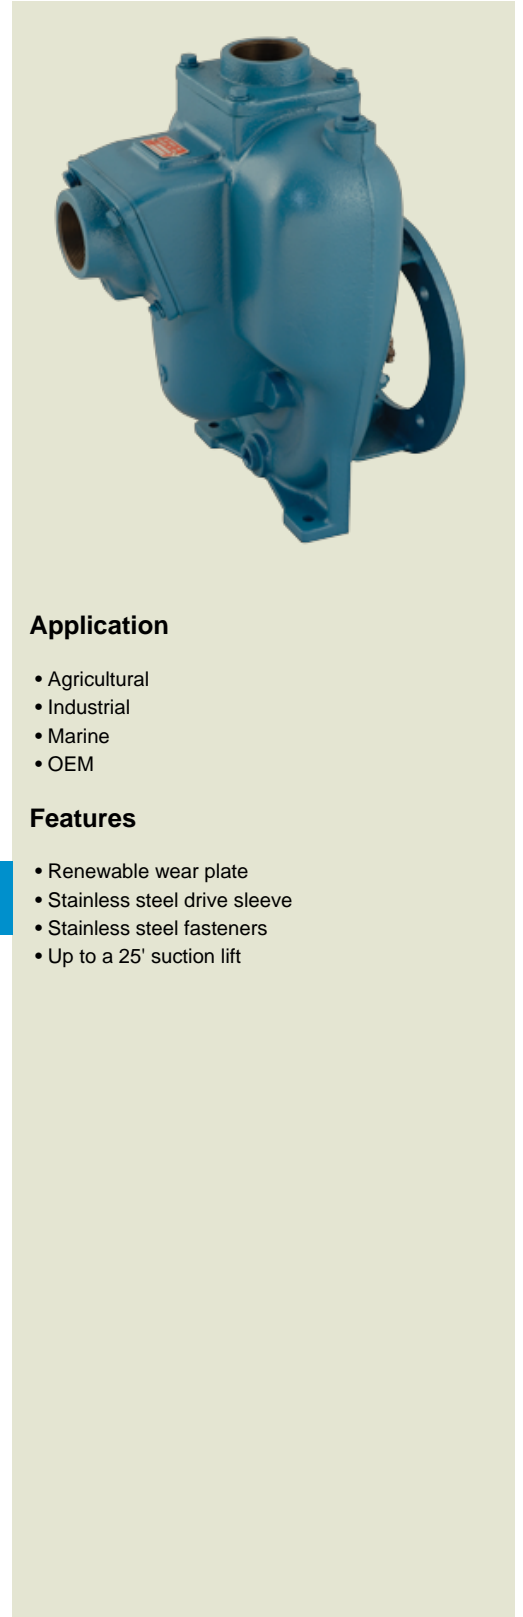 Application
• Agricultural
• Industrial
• Marine
• OEM
Features
• Renewable wear plate
• Stainless steel drive sleeve
• Stainless steel fasteners
• Up to a 25' suction lift